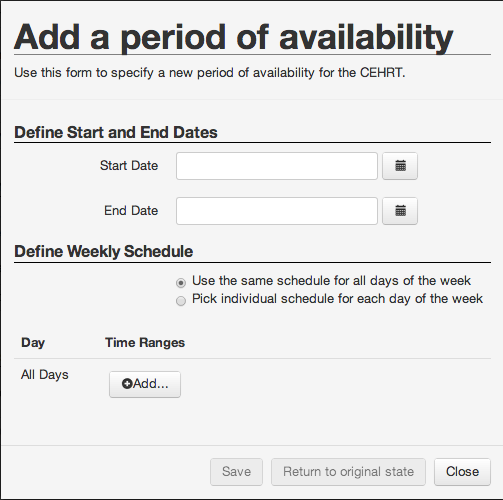 Add a period of availability
Use this form to specify a new period of availability for the CEHRT.
Define Start and End Dates
Start Date
End Date
Define Weekly Schedule
Use the same schedule for all days of the week
Pick individual schedule for each day of the week
Day Time Ranges
All Days Add...
Save Return to original state Close